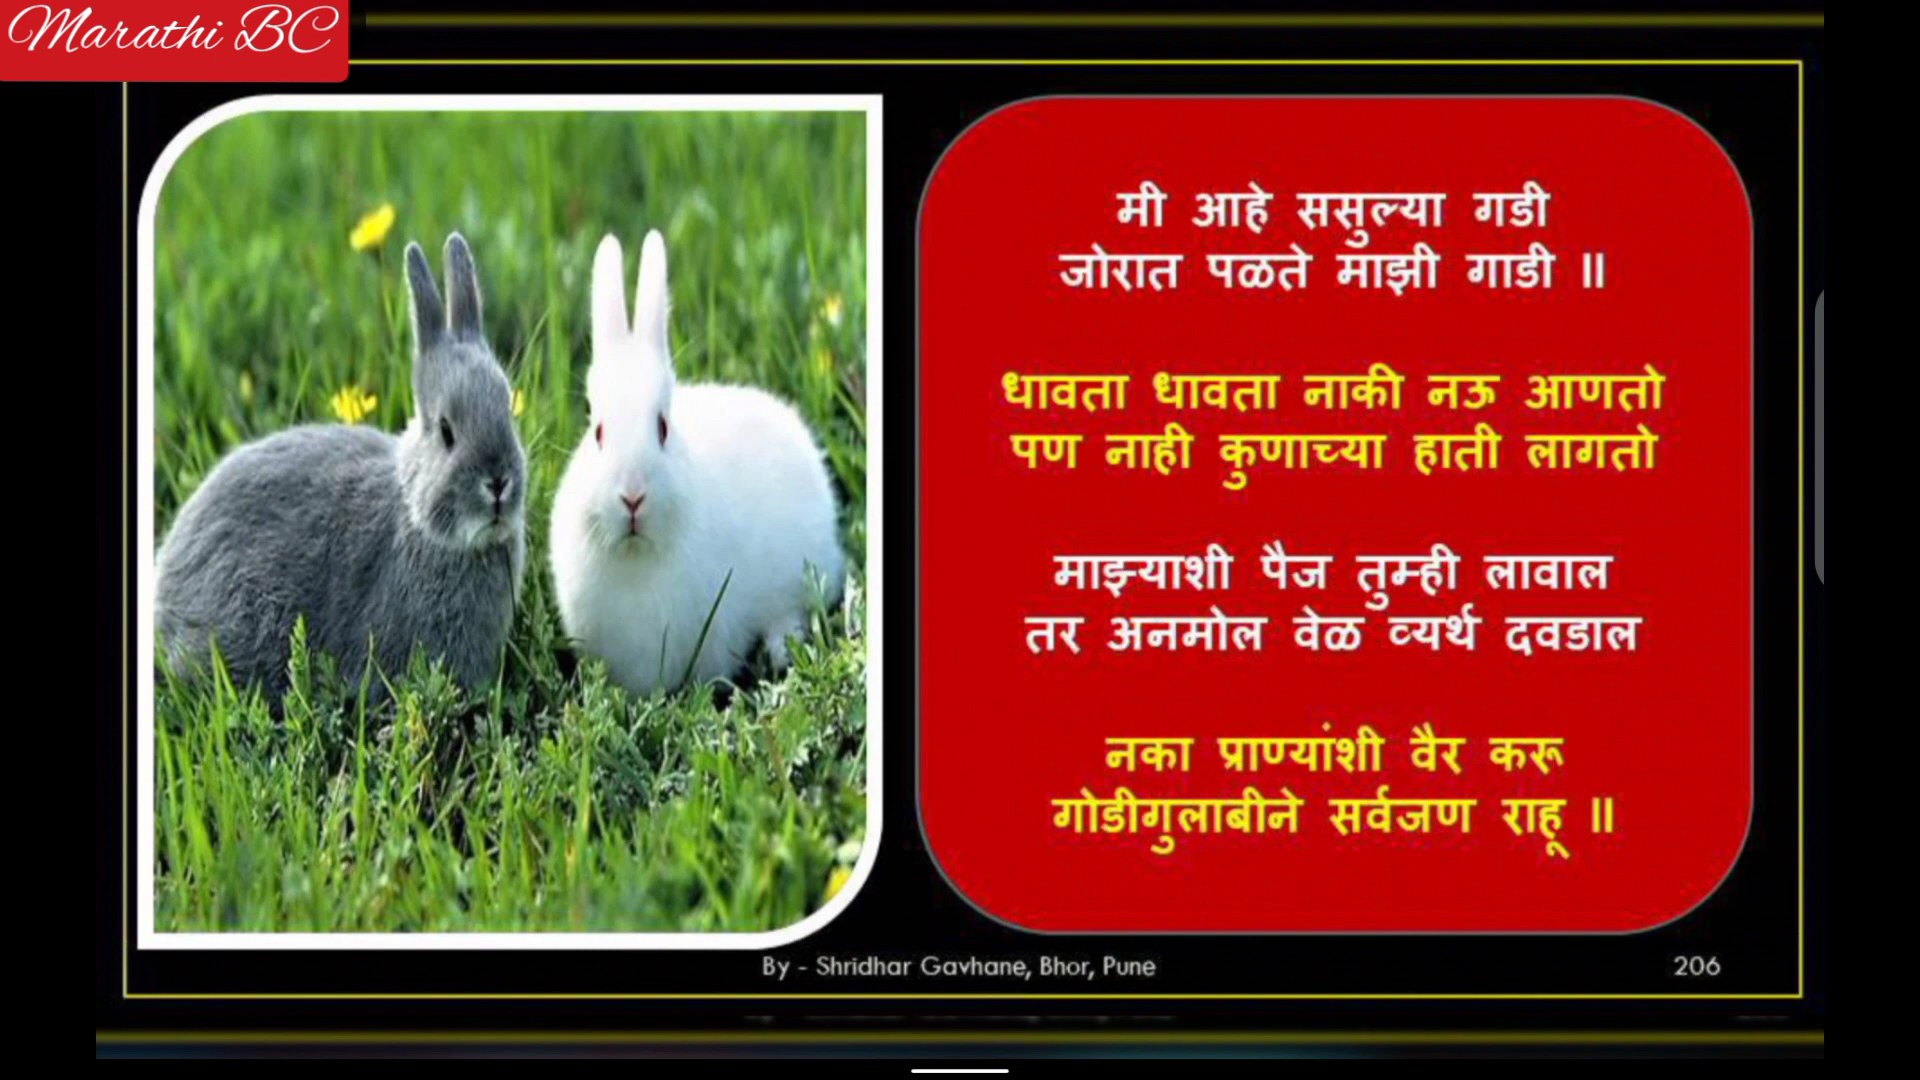 Marathi BC
मी आहे ससुल्या गडी
जोरात पळते माझी गाडी ॥
धावता धावता नाकी नऊ आणतो
पण नाही कुणाच्या हाती लागतो
माझ्याशी पैज तुम्ही लावाल
तर अनमोल वेळ व्यर्थ दवडाल
नका प्राण्यांशी वैर करू
गोडीगुलाबीने सर्वजण राहू ॥
By - Shridhar Gavhane, Bhor, Pune
206